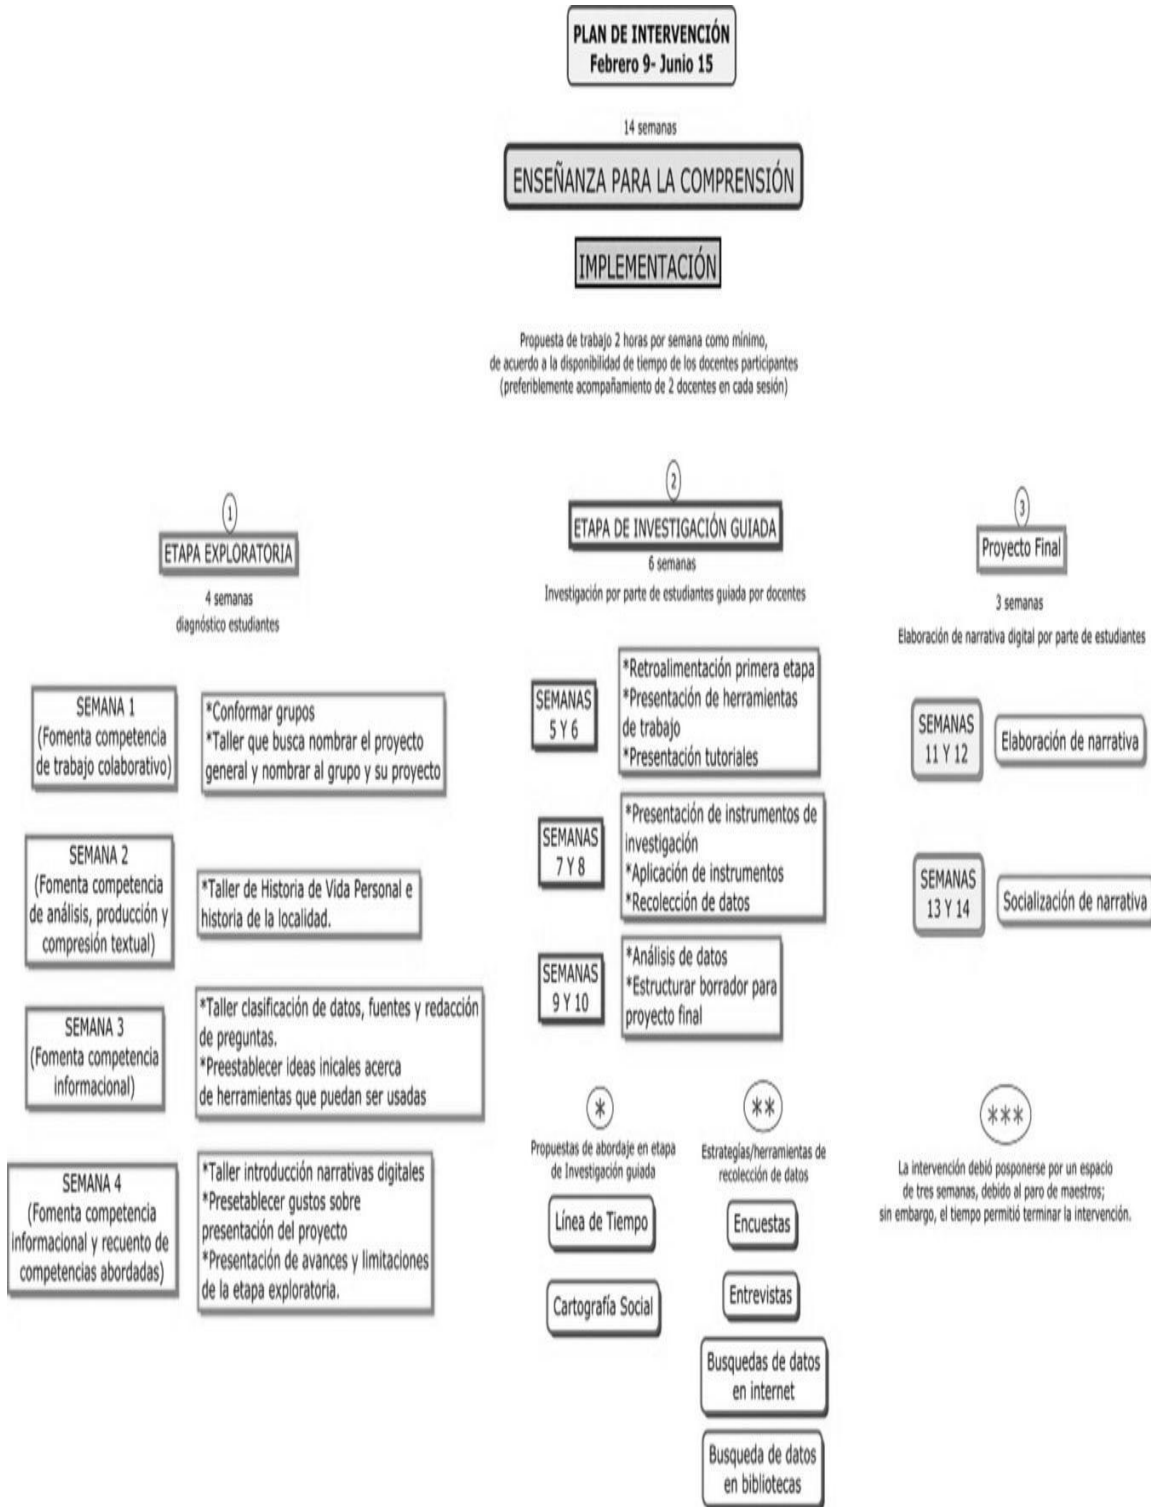 PLAN DE INTERVENCIÓN
Febrero 9- Junio 15
14 semanas
ENSEÑANZA PARA LA COMPRENSIÓN
IMPLEMENTACIÓN
Propuesta de trabajo 2 horas por semana como mínimo,
de acuerdo a la disponibilidad de tiempo de los docentes participantes
(preferiblemente acompañamiento de 2 docentes en cada sesión)
1
ETAPA EXPLORATORIA
4 semanas
diagnóstico estudiantes
SEMANA 1
(Fomenta competencia
de trabajo colaborativo)
*Conformar grupos
*Taller que busca nombrar el proyecto
general y nombrar al grupo y su proyecto
SEMANA 2
(Fomenta competencia
de análisis, producción y
compresión textual)
*Taller de Historia de Vida Personal e
historia de la localidad.
SEMANA 3
(Fomenta competencia
informacional)
*Taller clasificación de datos, fuentes y redacción
de preguntas.
*Preestablecer ideas inicales acerca
de herramientas que puedan ser usadas
SEMANA 4
(Fomenta competencia
informacional y recuento de
competencias abordadas)
*Taller introducción narrativas digitales
*Presetablecer gustos sobre
presentación del proyecto
*Presentación de avances y limitaciones
de la etapa exploratoria.
2
ETAPA DE INVESTIGACIÓN GUIADA
6 semanas
Investigación por parte de estudiantes guiada por docentes
SEMANAS
5 Y 6
*Retroalimentación primera etapa
*Presentación de herramientas
de trabajo
*Presentación tutoriales
SEMANAS
7 Y 8
*Presentación de instrumentos de
investigación
*Aplicación de instrumentos
*Recolección de datos
SEMANAS
9 Y 10
*Análisis de datos
*Estructurar borrador para
proyecto final
*
Propuestas de abordaje en etapa
de Investigación guiada
Línea de Tiempo
Cartografía Social
**
Estrategías/herramientas de
recolección de datos
Encuestas
Entrevistas
Busquedas de datos
en internet
Busqueda de datos
en bibliotecas
3
Proyecto Final
3 semanas
Elaboración de narrativa digital por parte de estudiantes
SEMANAS
11 Y 12
Elaboración de narrativa
SEMANAS
13 Y 14
Socialización de narrativa
***
La intervención debió posponerse por un espacio
de tres semanas, debido al paro de maestros;
sin embargo, el tiempo permitió terminar la intervención.